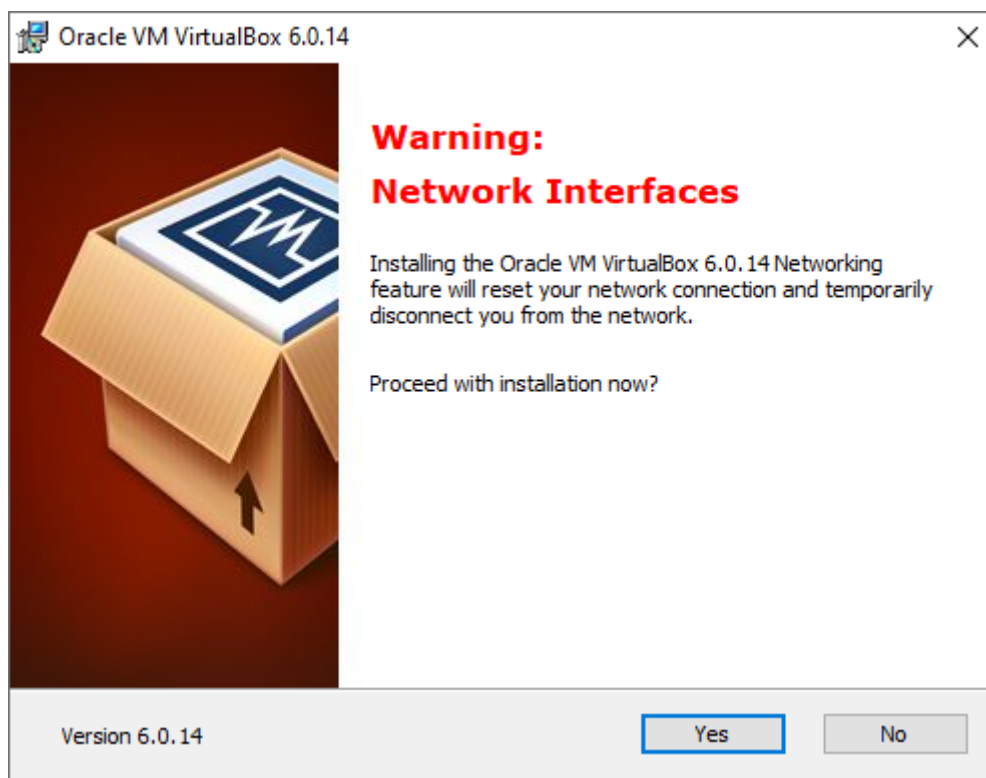 Oracle VM VirtualBox 6.0.14
Warning:
Network Interfaces
Installing the Oracle VM VirtualBox 6.0.14 Networking
feature will reset your network connection and temporarily
disconnect you from the network.
Proceed with installation now?
Version 6.0.14
Yes
No